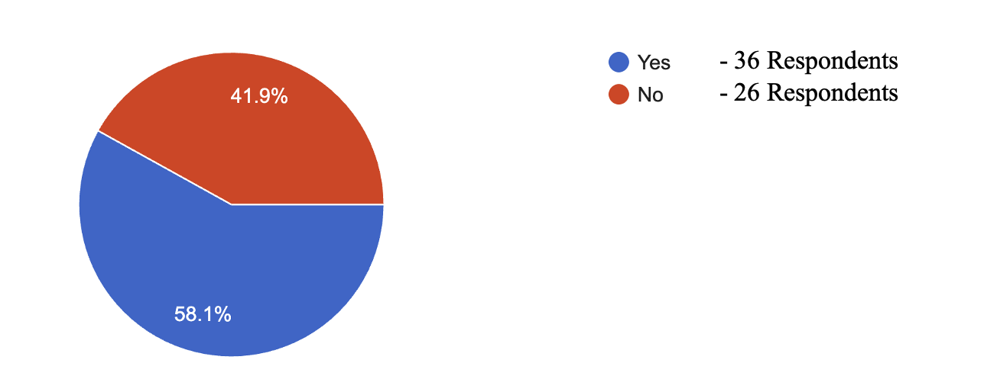 41.9%
58.1%
Yes - 36 Respondents
No - 26 Respondents